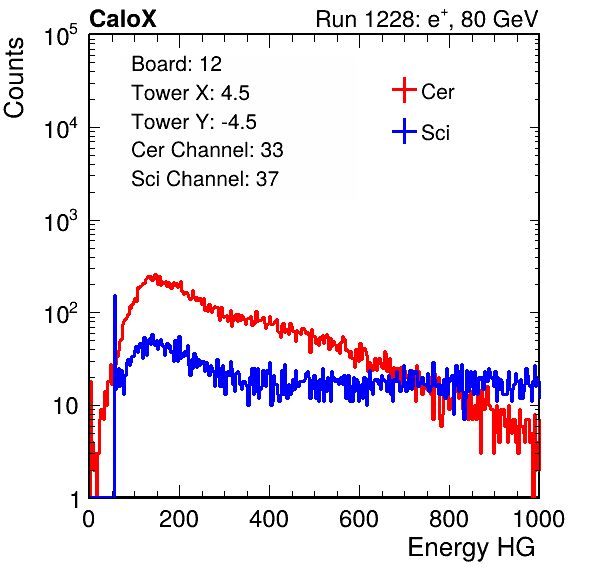 CaloX Run 1228: e⁺, 80 GeV
Counts
10⁵
10⁴
10³
10²
10
1
Board: 12
Tower X: 4.5
Tower Y: -4.5
Cer Channel: 33
Sci Channel: 37
Cer
Sci
0 200 400 600 800 1000
Energy HG